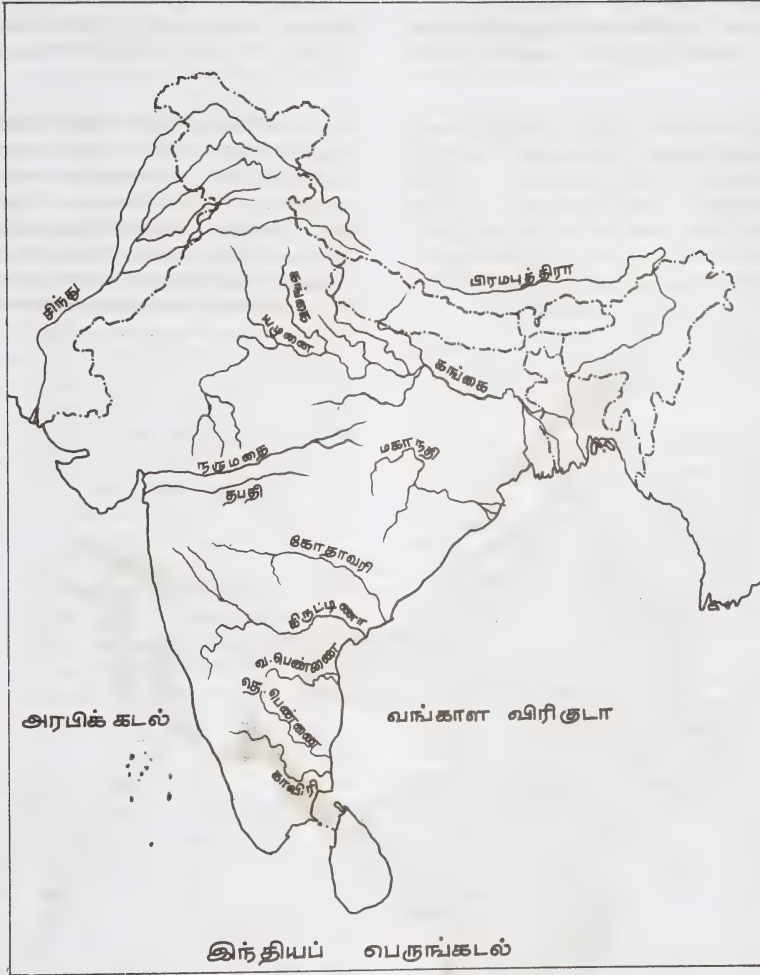 சிந்து
பிரமபுத்திரா
கங்கை
யமுனை
கங்கை
நருமதை
தபதி
மகாநதி
கோதாவரி
கிருட்டிணா
வ.பெண்ணை
தெ.பெண்ணை
காவிரி
அரபிக் கடல்
வங்காள விரிகுடா
இந்தியப் பெருங்கடல்